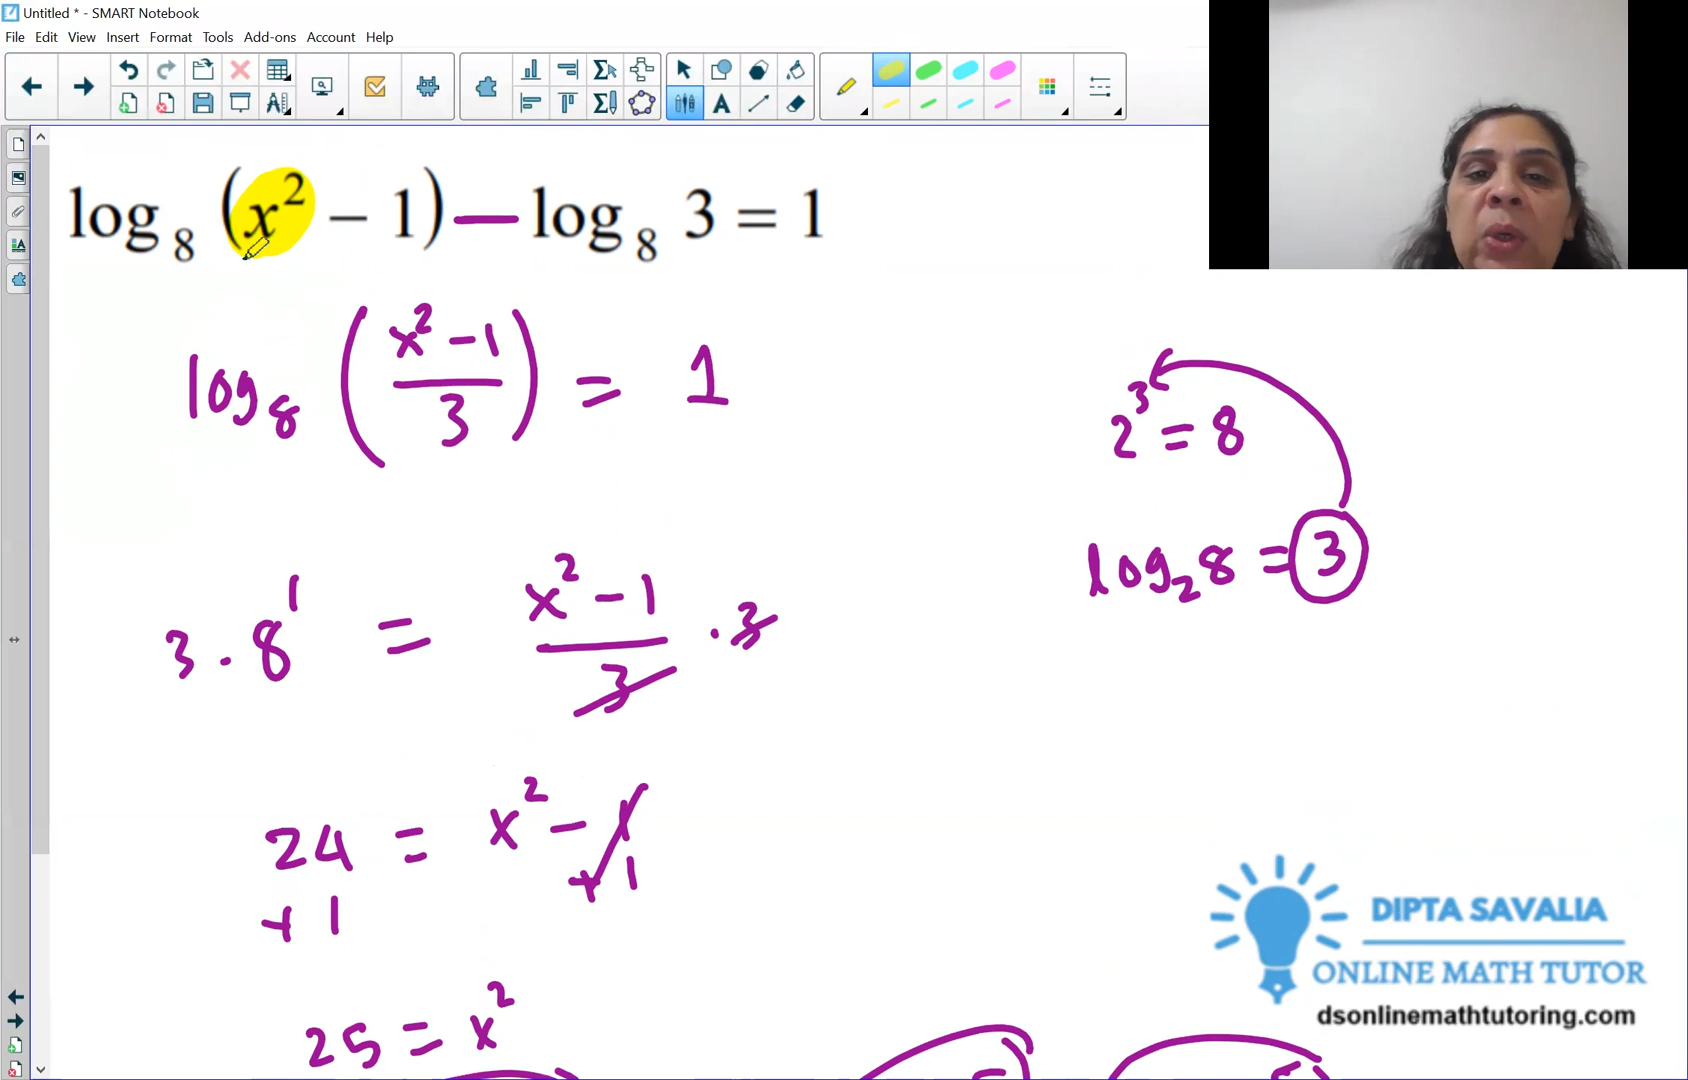 Untitled * - SMART Notebook
File Edit View Insert Format Tools Add-ons Account Help
log₈ (x² − 1) − log₈ 3 = 1
log₈ ((x² − 1)/3) = 1
2³ = 8
log₂ 8 = 3
3 · 8¹ = (x² − 1)/3 · 3
24 = x² − 1
+ 1 + 1
25 = x²
DIPTA SAVALIA
ONLINE MATH TUTOR
dsonlinemathtutoring.com